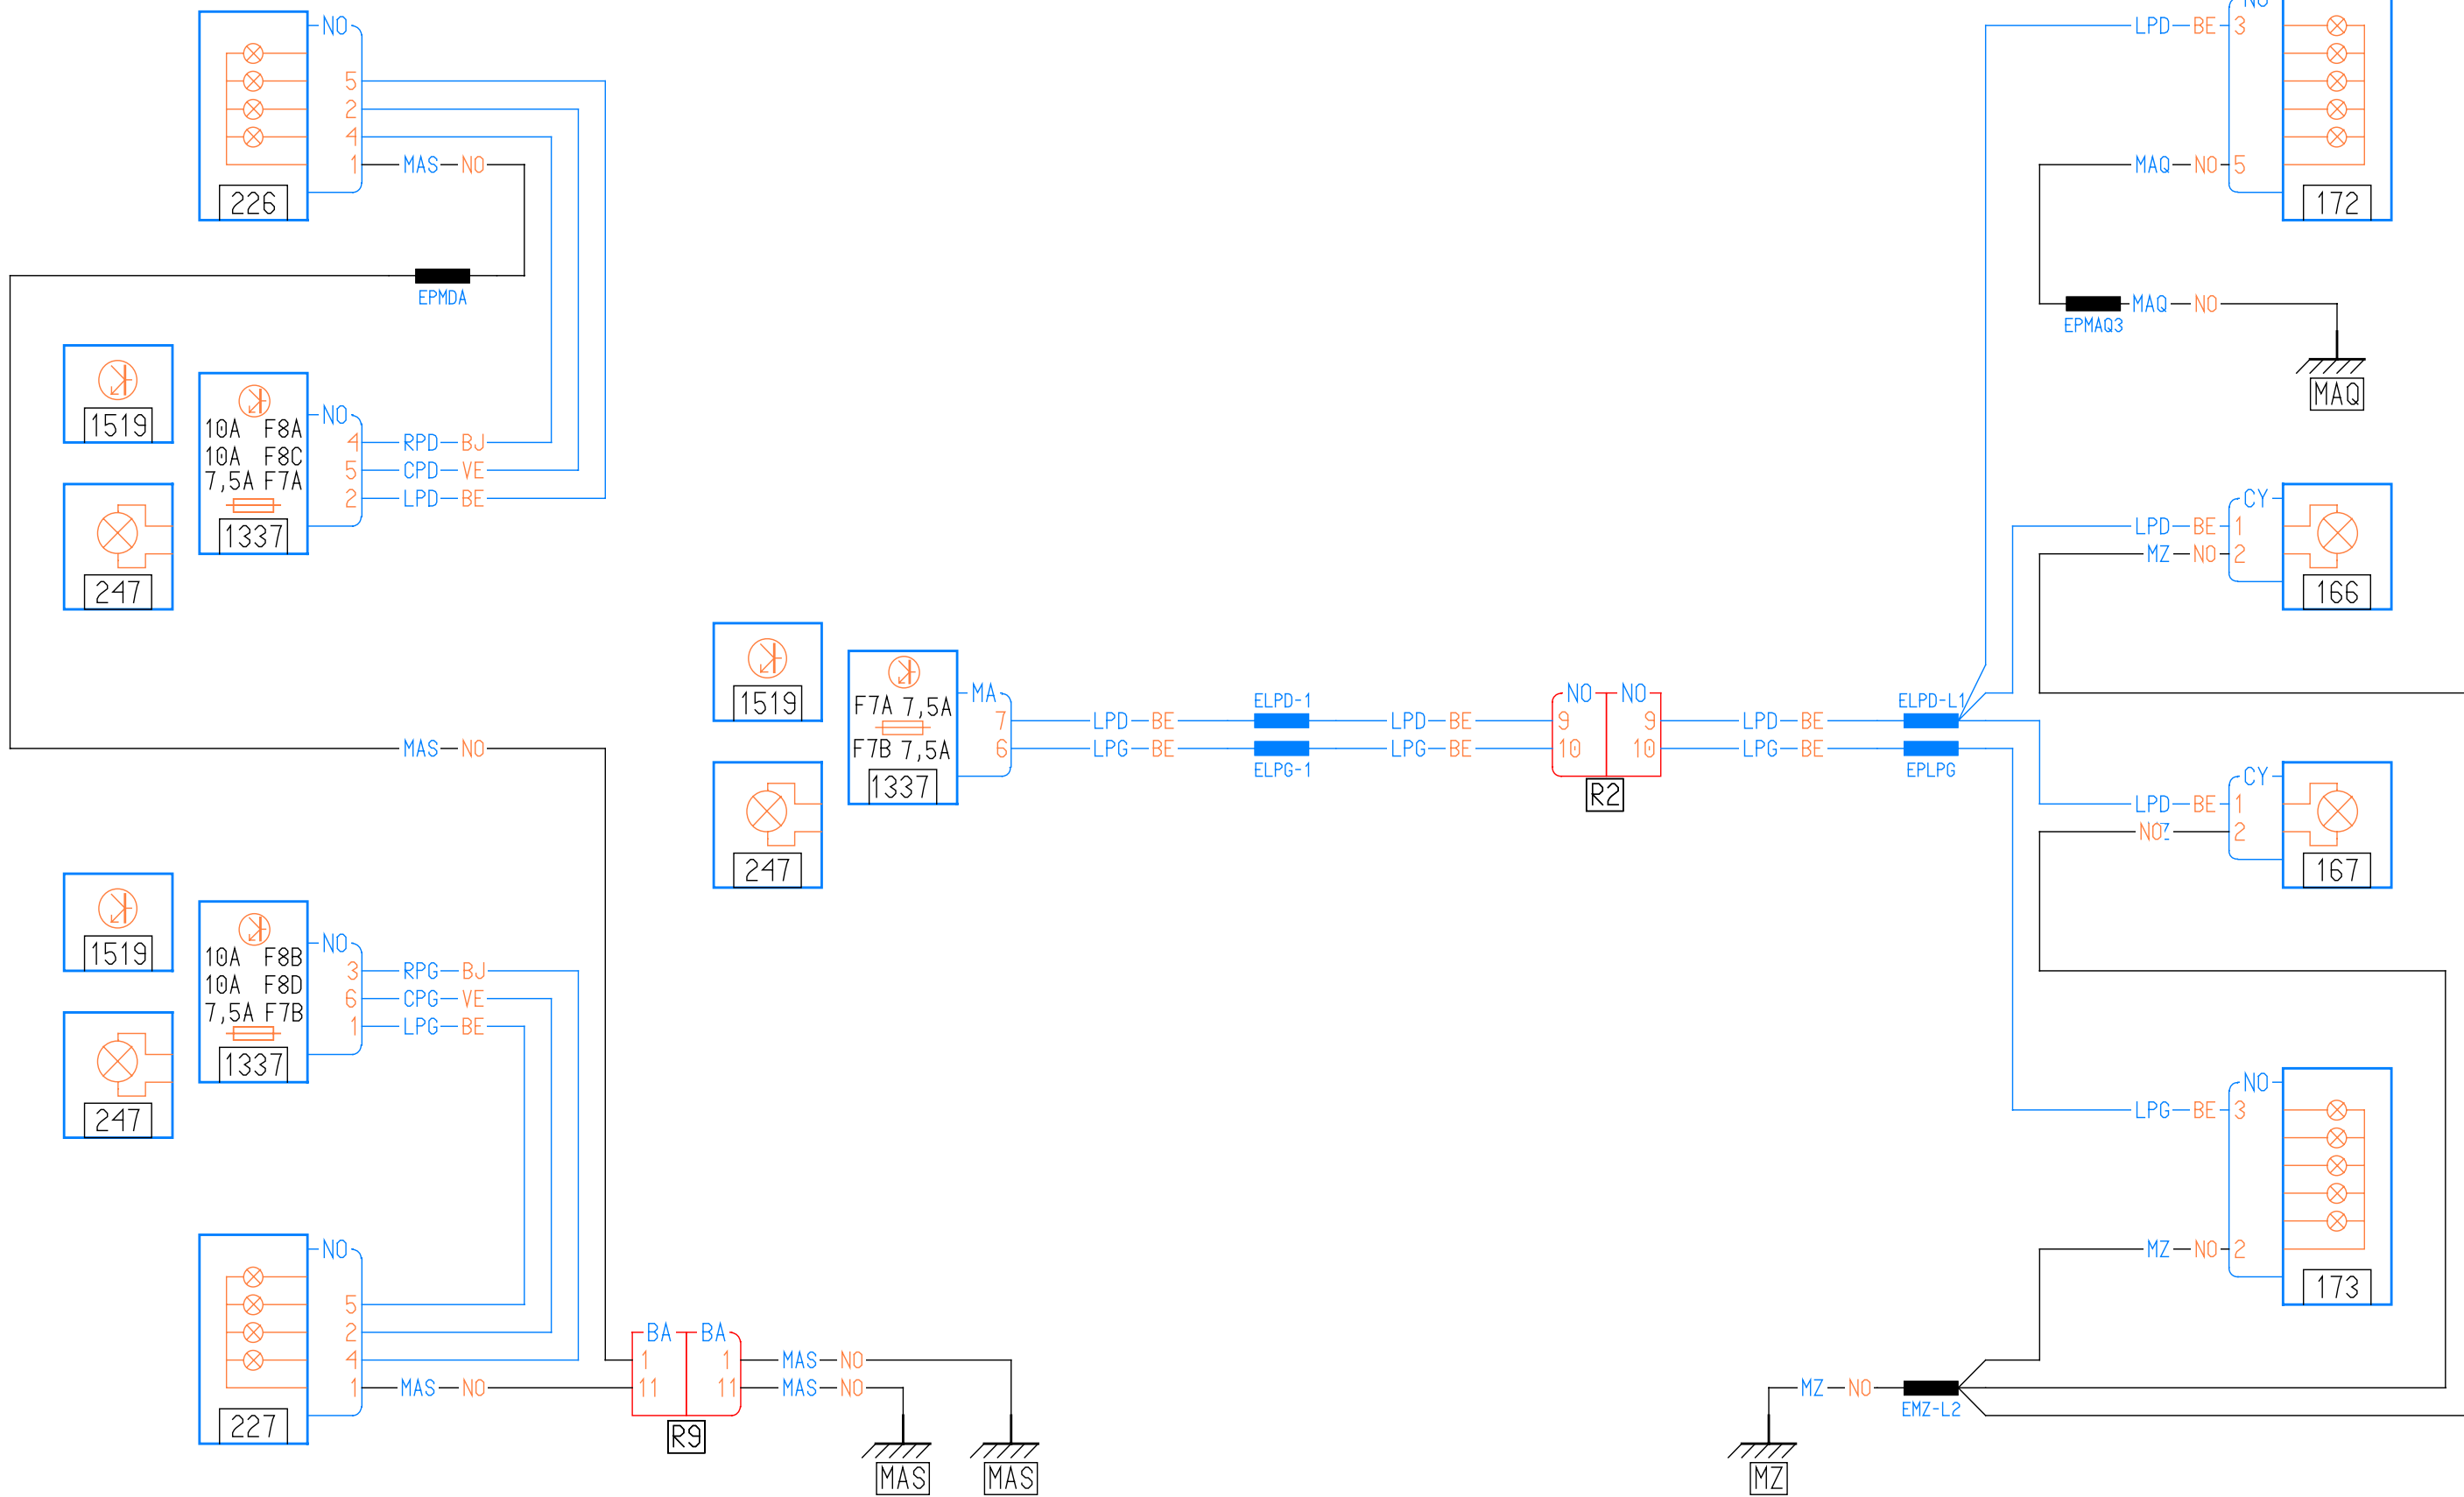 NO
5
2
4
1 MAS NO
226
EPMDA
1519
10A F8A
10A F8C
7,5A F7A
1337
NO
4 RPD BJ
5 CPD VE
2 LPD BE
247
MAS NO
1519
10A F8B
10A F8D
7,5A F7B
1337
NO
3 RPG BJ
6 CPG VE
1 LPG BE
247
NO
5
2
4
1 MAS NO
227
BA BA
1 1 MAS NO
11 11 MAS NO
R9
MAS MAS
1519
F7A 7,5A
F7B 7,5A
1337
247
MA
7 LPD BE ELPD-1 LPD BE
6 LPG BE ELPG-1 LPG BE
NO NO
9 9 LPD BE ELPD-L1
10 10 LPG BE EPLPG
R2
NO
LPD BE 3
MAQ NO 5
172
EPMAQ3 MAQ NO
MAQ
CY
LPD BE 1
MZ NO 2
166
CY
LPD BE 1
NO 2
167
NO
LPG BE 3
MZ NO 2
173
MZ NO EMZ-L2
MZ